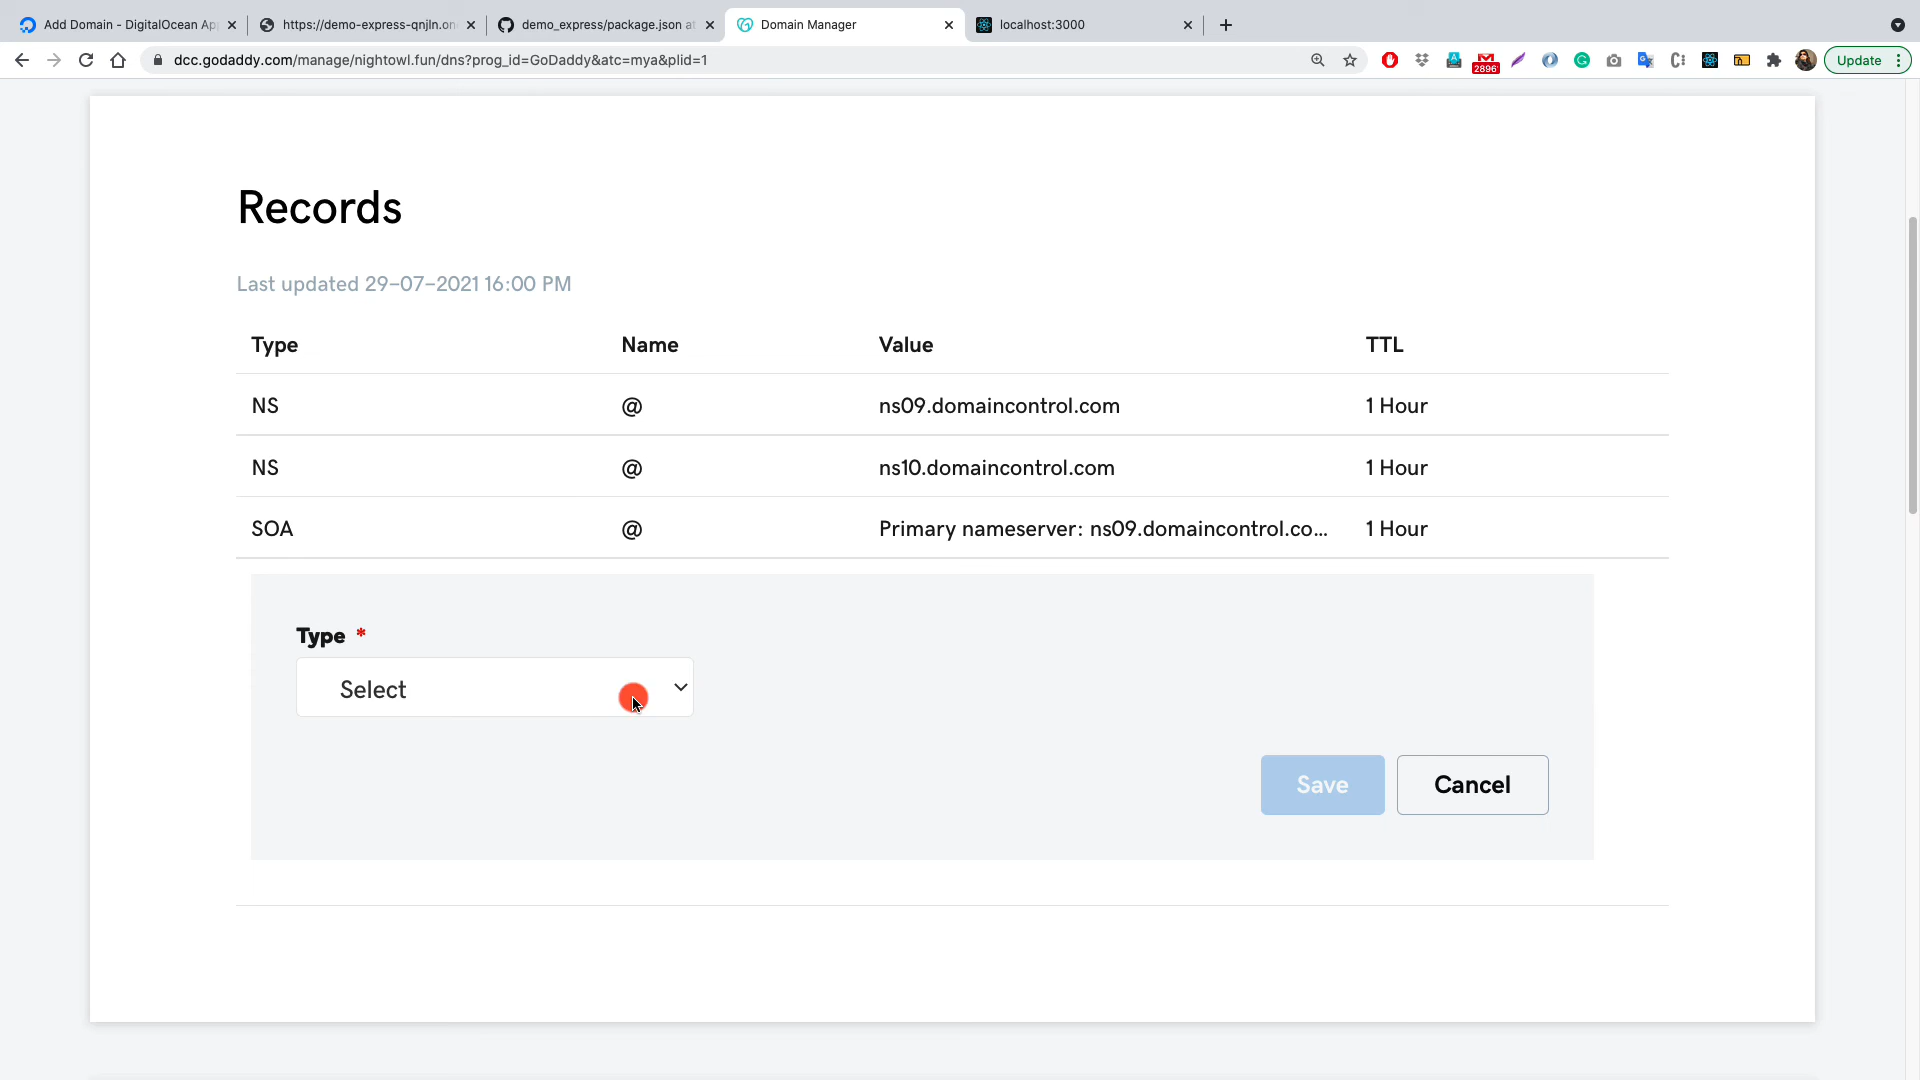 Add Domain - DigitalOcean Ap
https://demo-express-qnjln.on
demo_express/package.json at
Domain Manager
localhost:3000
dcc.godaddy.com/manage/nightowl.fun/dns?prog_id=GoDaddy&atc=mya&plid=1
2896
Update
Records
Last updated 29-07-2021 16:00 PM
Type Name Value TTL
NS @ ns09.domaincontrol.com 1 Hour
NS @ ns10.domaincontrol.com 1 Hour
SOA @ Primary nameserver: ns09.domaincontrol.co... 1 Hour
Type *
Select
Save Cancel